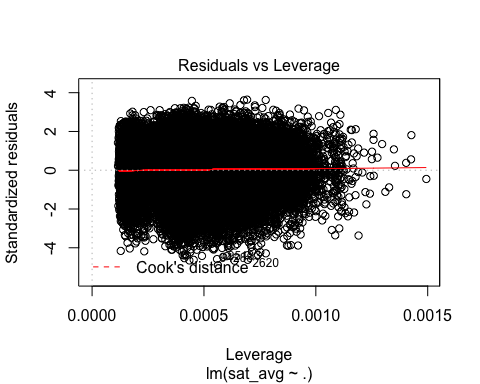 Residuals vs Leverage
Standardized residuals
4
2
0
-2
-4
2620
Cook's distance
0.0000
0.0005
0.0010
0.0015
Leverage
lm(sat_avg ~ .)